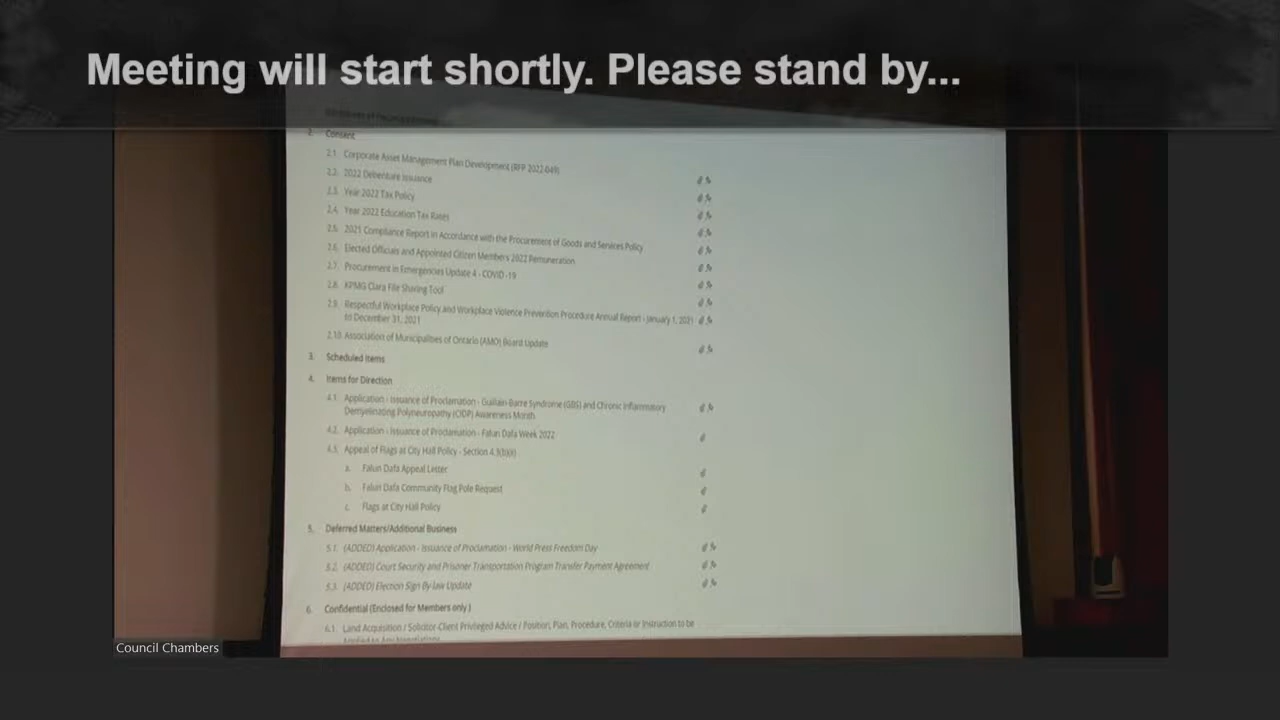 Meeting will start shortly. Please stand by...
2. Consent
2.1. Corporate Asset Management Plan Development (RFP 2022-049)
2.2. 2022 Debenture Issuance
2.3. Year 2022 Tax Policy
2.4. Year 2022 Education Tax Rates
2.5. 2021 Compliance Report in Accordance with the Procurement of Goods and Services Policy
2.6. Elected Officials and Appointed Citizen Members 2022 Remuneration
2.7. Procurement in Emergencies Update 4 - COVID -19
2.8. KPMG Clara File Sharing Tool
2.9. Respectful Workplace Policy and Workplace Violence Prevention Procedure Annual Report - January 1, 2021
to December 31, 2021
2.10 Association of Municipalities of Ontario (AMO) Board Update
3. Scheduled Items
4. Items for Direction
4.1. Application - Issuance of Proclamation - Guillain-Barre Syndrome (GBS) and Chronic Inflammatory
Demyelinating Polyneuropathy (CIDP) Awareness Month
4.2. Application - Issuance of Proclamation - Falun Dafa Week 2022
4.3. Appeal of Flags at City Hall Policy - Section
a. Falun Dafa Appeal Letter
b. Falun Dafa Community Flag Pole Request
c. Flags at City Hall Policy
5. Deferred Matters/Additional Business
5.1. (ADDED) Application - Issuance of Proclamation - World Press Freedom Day
5.2. (ADDED) Court Security and Prisoner Transportation Program Transfer Payment Agreement
5.3. (ADDED) Election Sign By-law Update
6. Confidential (Enclosed for Members only )
6.1. Land Acquisition / Solicitor-Client Privileged Advice / Position, Plan, Procedure, Criteria or Instruction to be
Council Chambers